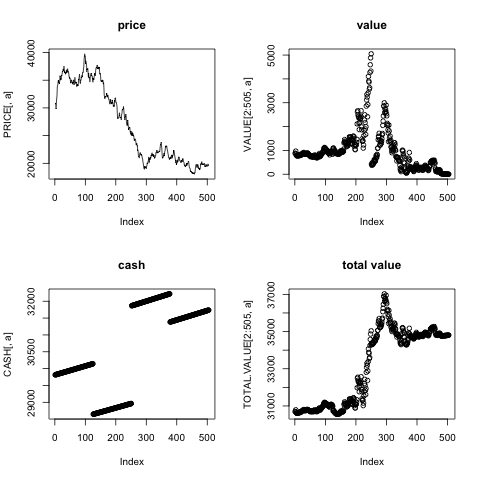 price
PRICE[, a]
20000 30000 40000
0 100 200 300 400 500
Index
value
VALUE[2:505, a]
0 1000 3000 5000
0 100 200 300 400 500
Index
cash
CASH[, a]
29000 30500 32000
0 100 200 300 400 500
Index
total value
TOTAL.VALUE[2:505, a]
31000 33000 35000 37000
0 100 200 300 400 500
Index